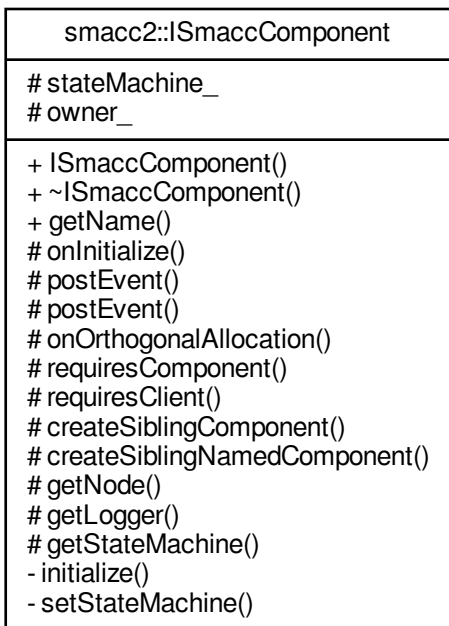 smacc2::ISmaccComponent
# stateMachine_
# owner_
+ ISmaccComponent()
+ ~ISmaccComponent()
+ getName()
# onInitialize()
# postEvent()
# postEvent()
# onOrthogonalAllocation()
# requiresComponent()
# requiresClient()
# createSiblingComponent()
# createSiblingNamedComponent()
# getNode()
# getLogger()
# getStateMachine()
- initialize()
- setStateMachine()